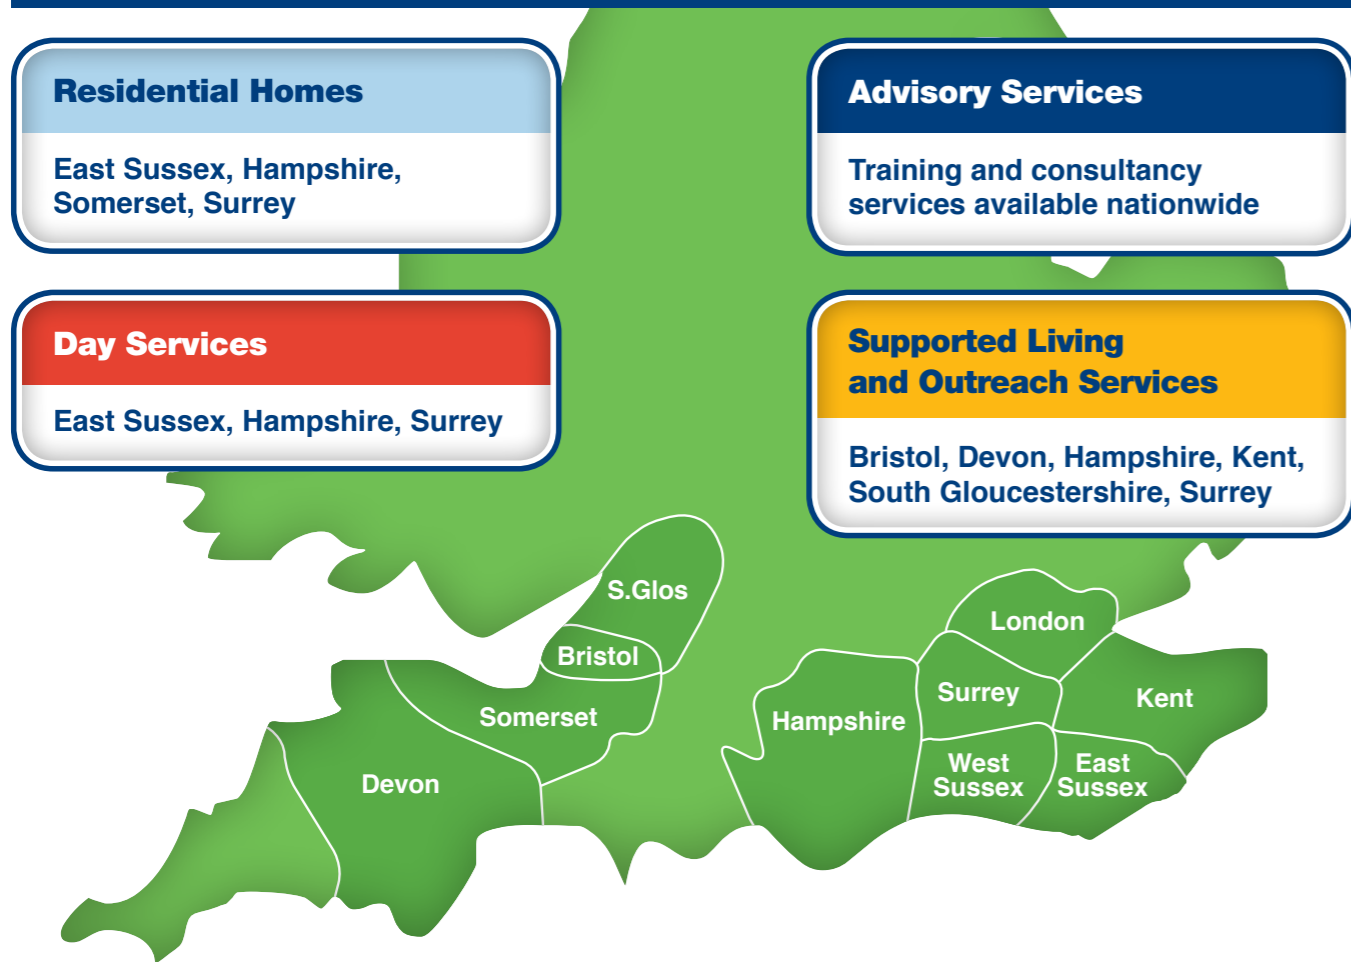 Residential Homes
East Sussex, Hampshire,
Somerset, Surrey
Advisory Services
Training and consultancy
services available nationwide
Day Services
East Sussex, Hampshire, Surrey
Supported Living
and Outreach Services
Bristol, Devon, Hampshire, Kent,
South Gloucestershire, Surrey
S.Glos
London
Bristol
Surrey
Kent
Somerset
Hampshire
West
Sussex
East
Sussex
Devon